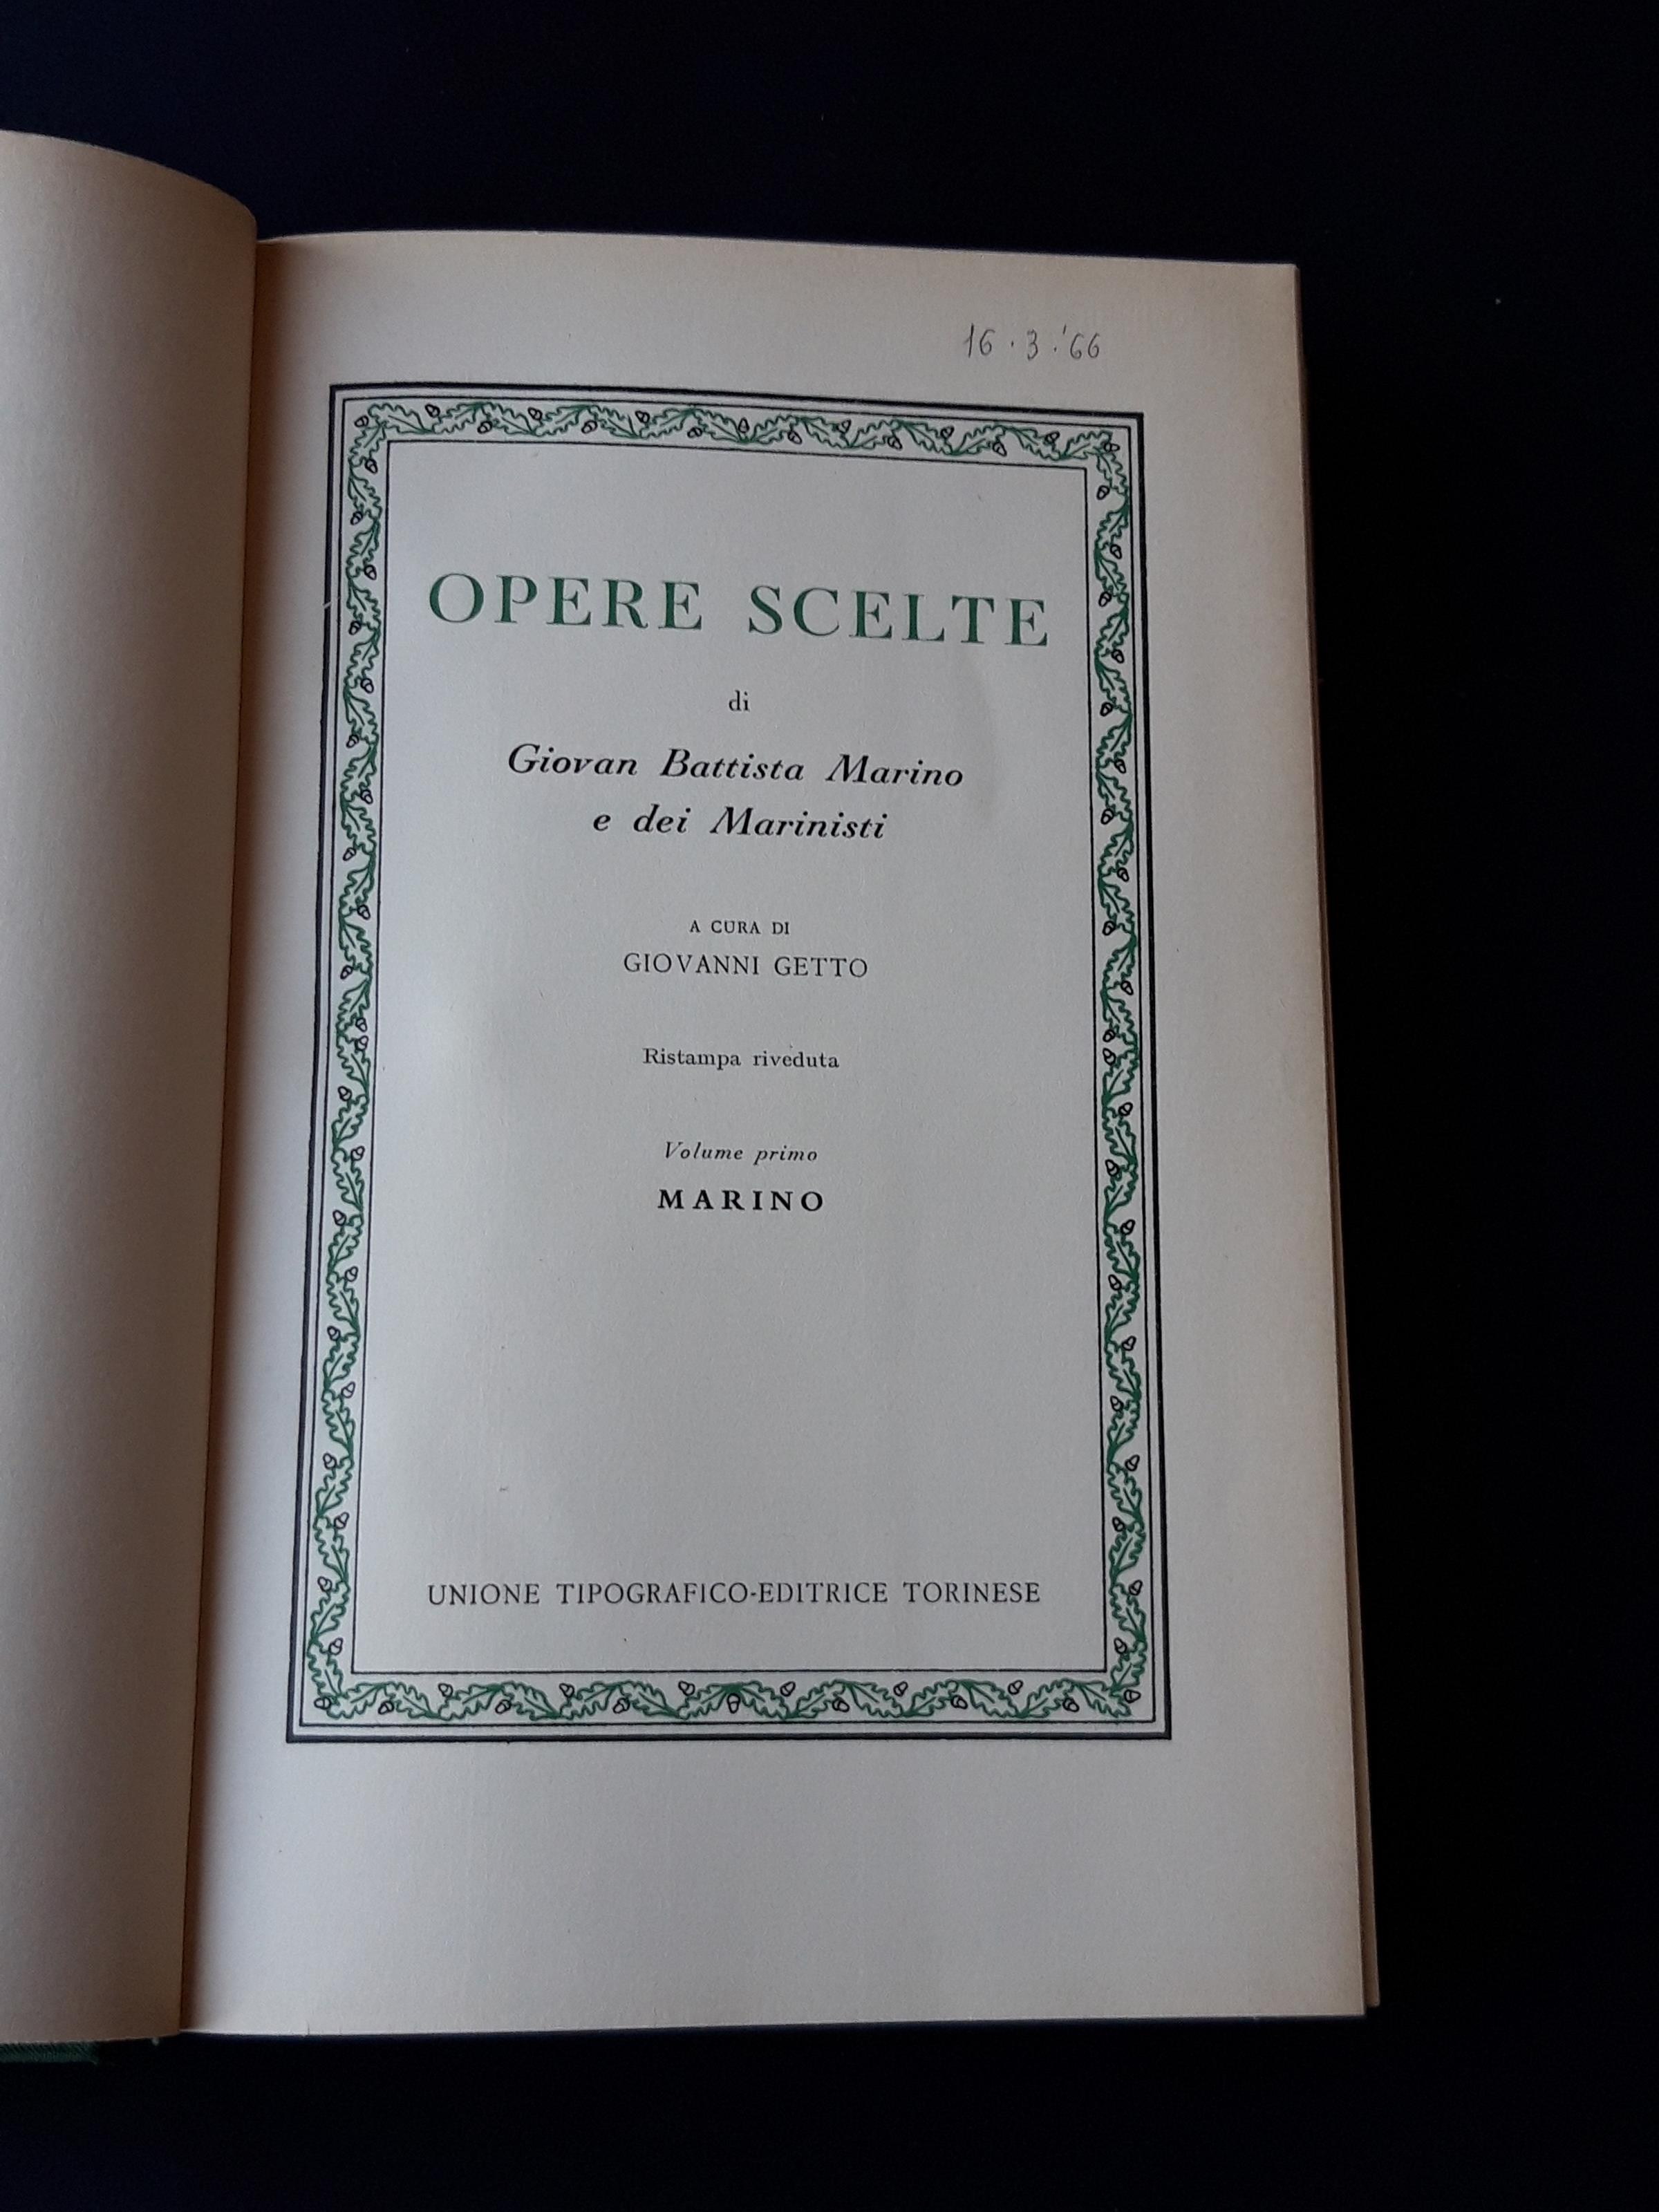 16.3.'66
OPERE SCELTE
di
Giovan Battista Marino
e dei Marinisti
A CURA DI
GIOVANNI GETTO
Ristampa riveduta
Volume primo
MARINO
UNIONE TIPOGRAFICO-EDITRICE TORINESE